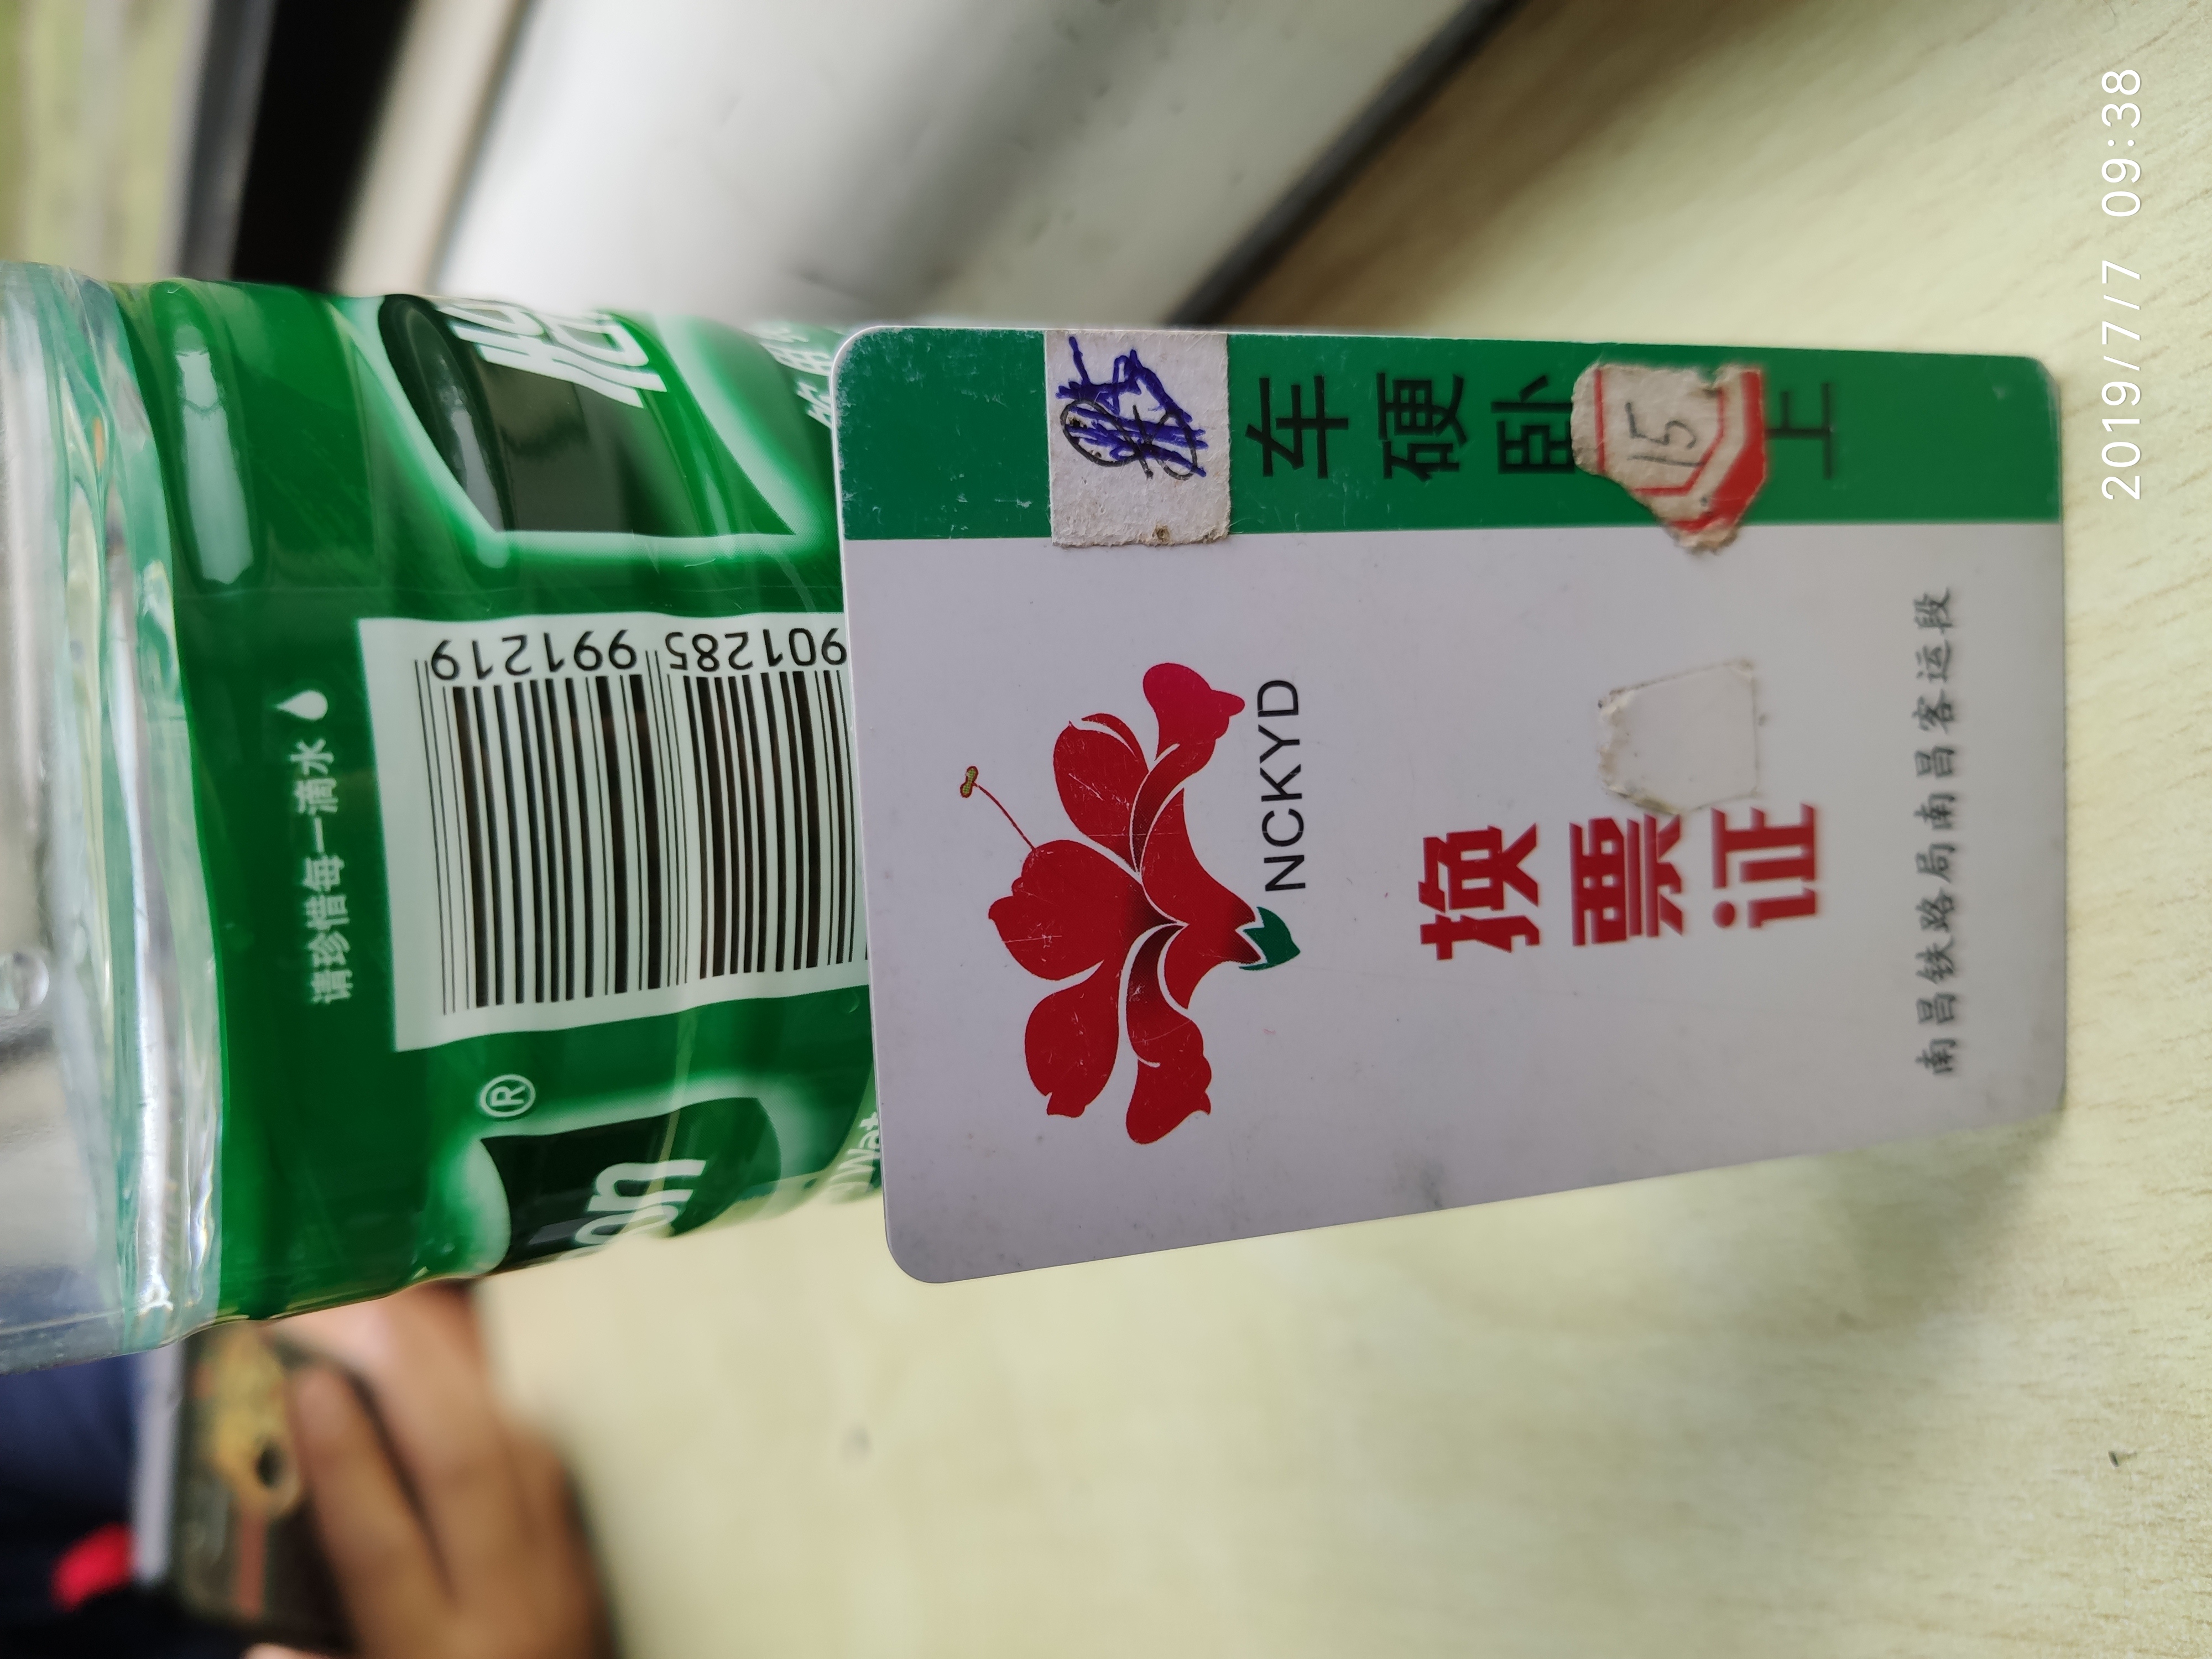 车硬卧 15 上
NCKYD
换票证
南昌铁路局南昌客运段
请珍惜每一滴水
901285 991219
®
2019/7/7 09:38